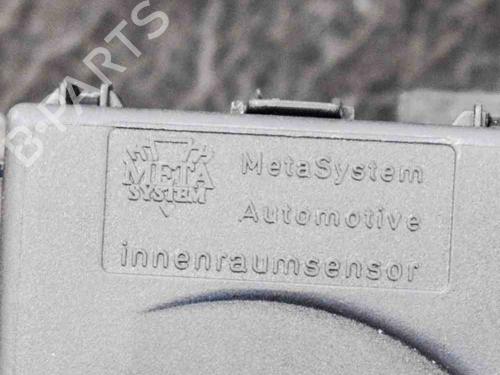 B-PARTS
META
SYSTEM
MetaSystem
Automotive
innenraumsensor